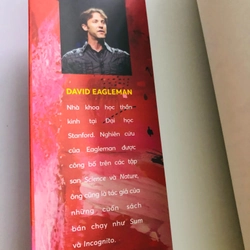 DAVID EAGLEMAN
Nhà khoa học thần
kinh tại Đại học
Stanford. Nghiên cứu
của Eagleman được
công bố trên các tập
san Science và Nature,
ông cũng là tác giả của
những cuốn sách
bán chạy như Sum
và Incognito.